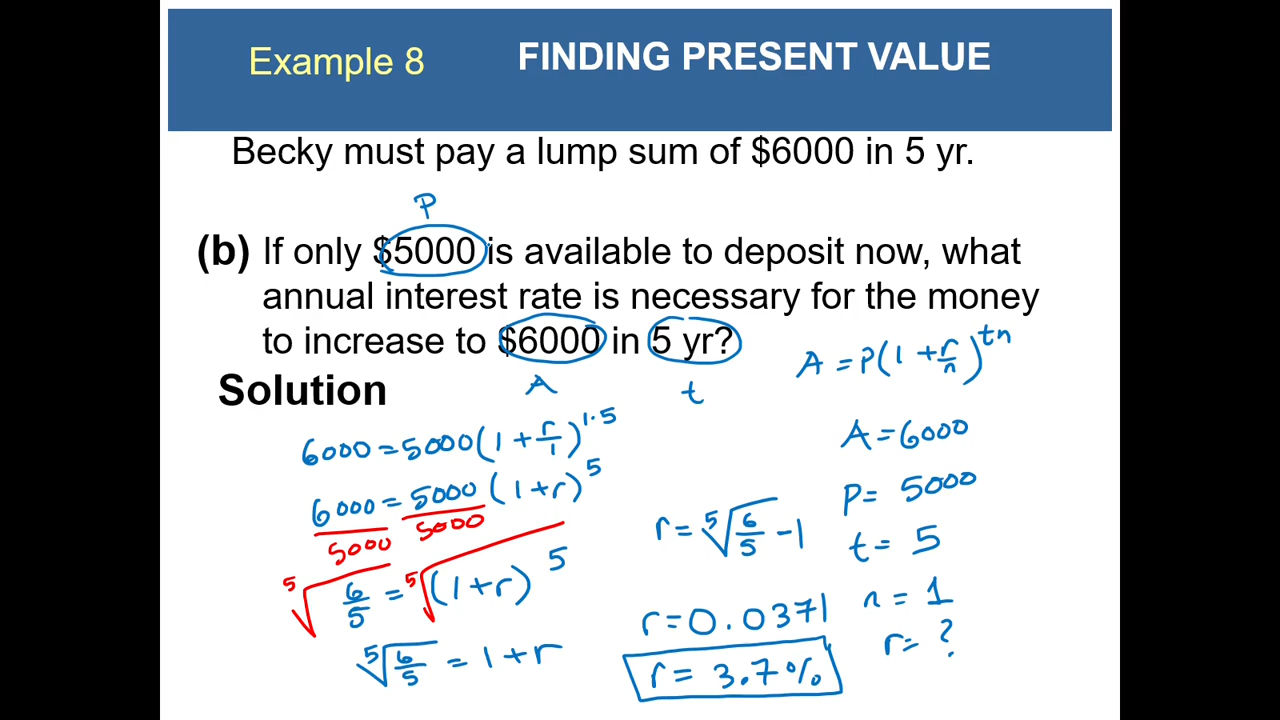 Example 8 FINDING PRESENT VALUE
Becky must pay a lump sum of $6000 in 5 yr.
P
(b) If only $5000 is available to deposit now, what
annual interest rate is necessary for the money
to increase to $6000 in 5 yr?
A t
A = P(1 + r/n)^tn
Solution
6000 = 5000(1 + r/1)^1·5
6000 = 5000(1+r)^5
5000 5000
⁵√6/5 = ⁵√(1+r)^5
⁵√6/5 = 1+r
r = ⁵√6/5 - 1
r = 0.0371
r = 3.7%
A = 6000
P = 5000
t = 5
n = 1
r = ?